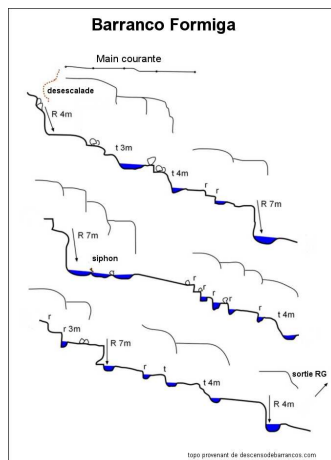 Barranco Formiga
Main courante
desescalade
R 4m
t 3m
t 4m
r
r
R 7m
R 7m
siphon
r
r
r
r
r
t 4m
r
r 3m
R 7m
r
t
t 4m
sortie RG
R 4m
topo provenant de descensodebarrancos.com